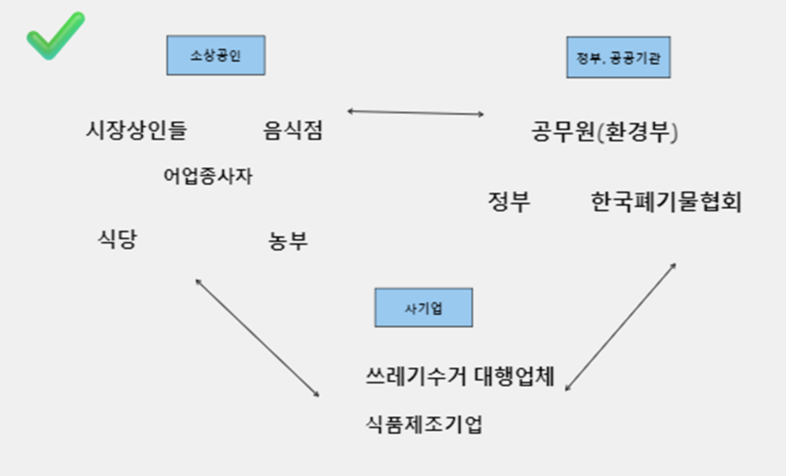 소상공인
정부, 공공기관
시장상인들
음식점
공무원(환경부)
어업종사자
정부
한국폐기물협회
식당
농부
사기업
쓰레기수거 대행업체
식품제조기업